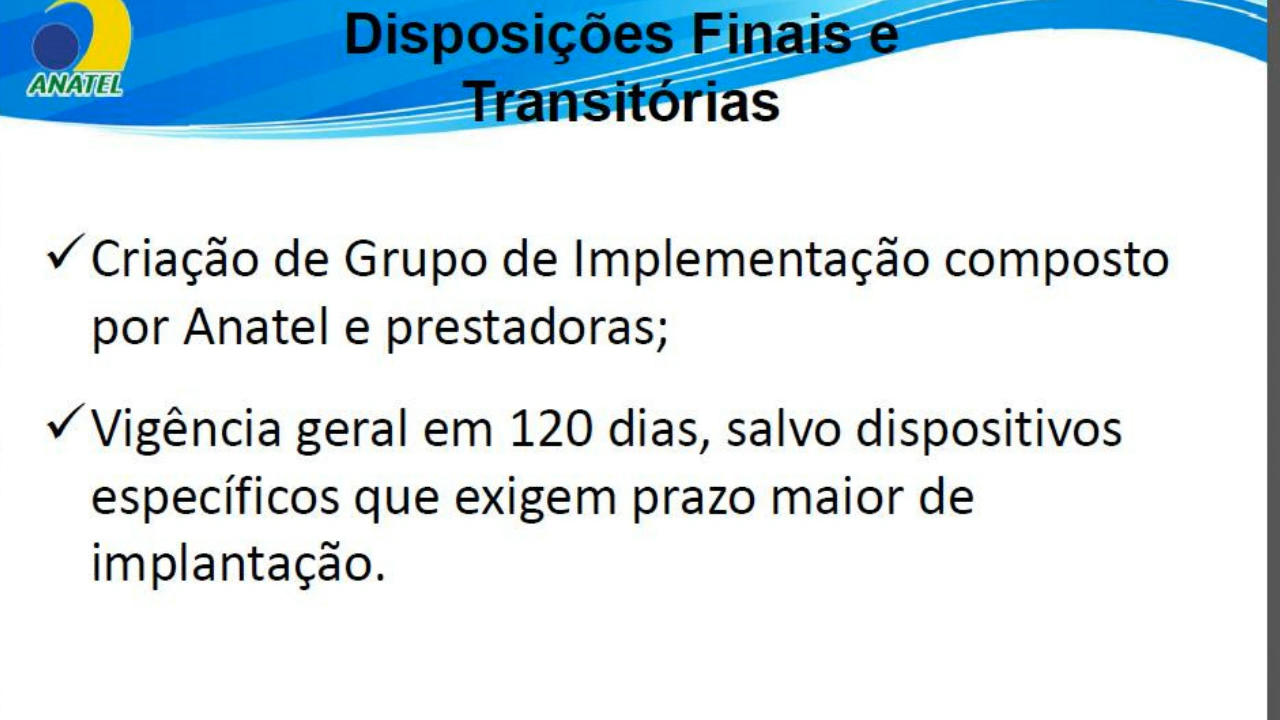 ANATEL
Disposições Finais e
Transitórias
✓Criação de Grupo de Implementação composto
por Anatel e prestadoras;
✓Vigência geral em 120 dias, salvo dispositivos
específicos que exigem prazo maior de
implantação.